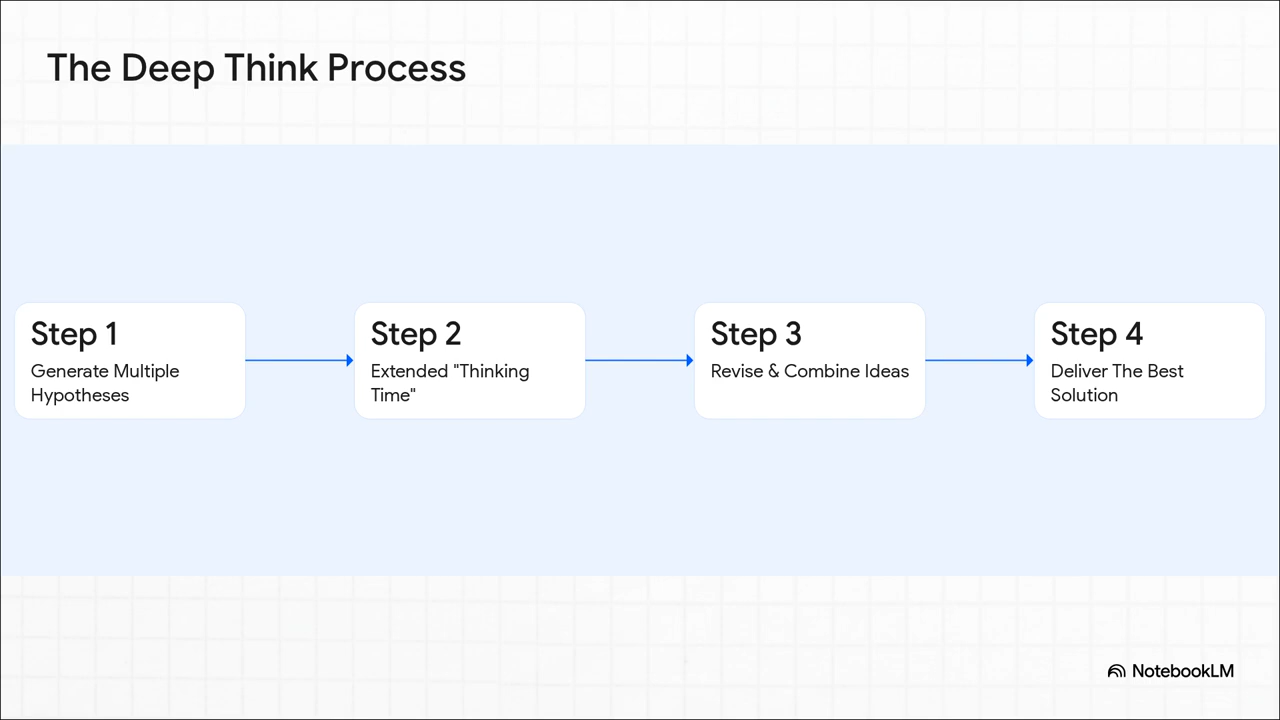 The Deep Think Process
Step 1
Generate Multiple
Hypotheses
Step 2
Extended "Thinking
Time"
Step 3
Revise & Combine Ideas
Step 4
Deliver The Best
Solution
NotebookLM